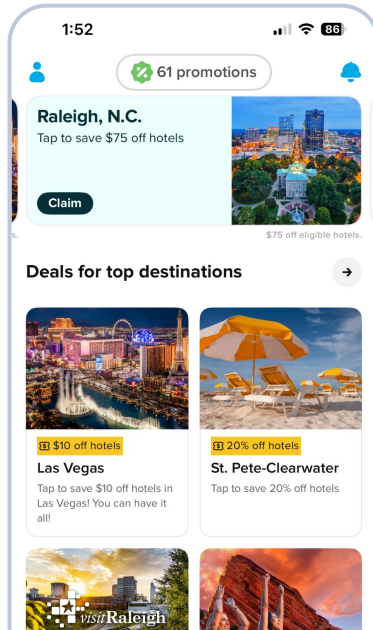 1:52
86
61 promotions
Raleigh, N.C.
Tap to save $75 off hotels
Claim
s.
$75 off eligible hotels.
Deals for top destinations
$10 off hotels
20% off hotels
Las Vegas
St. Pete-Clearwater
Tap to save $10 off hotels in
Las Vegas! You can have it
all!
Tap to save 20% off hotels
visitRaleigh